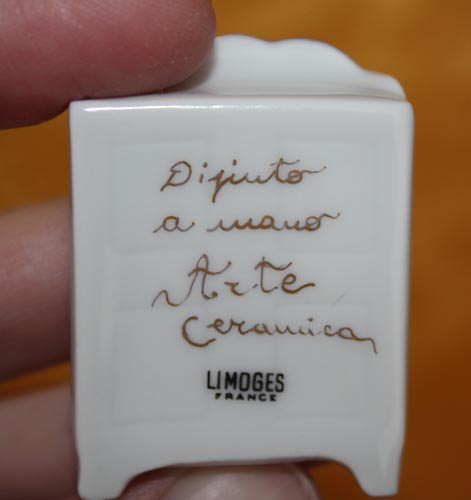 Dipinto
a mano
Arte
Ceramica
LIMOGES
FRANCE